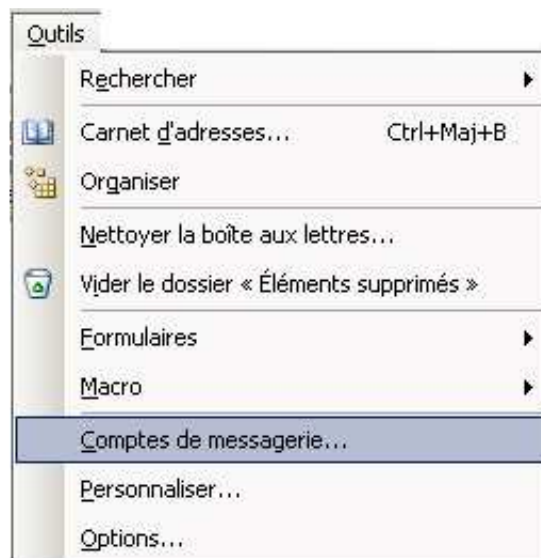 Outils
Rechercher
Carnet d'adresses... Ctrl+Maj+B
Organiser
Nettoyer la boîte aux lettres...
Vider le dossier « Éléments supprimés »
Formulaires
Macro
Comptes de messagerie...
Personnaliser...
Options...